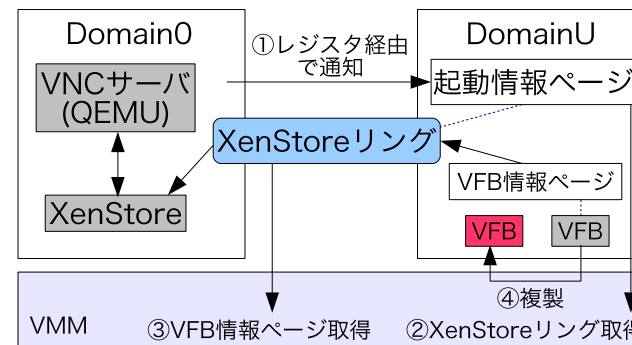 Domain0
DomainU
①レジスタ経由
で通知
VNCサーバ
(QEMU)
起動情報ページ
XenStoreリング
VFB情報ページ
XenStore
VFB
VFB
④複製
VMM
③VFB情報ページ取得
②XenStoreリング取得